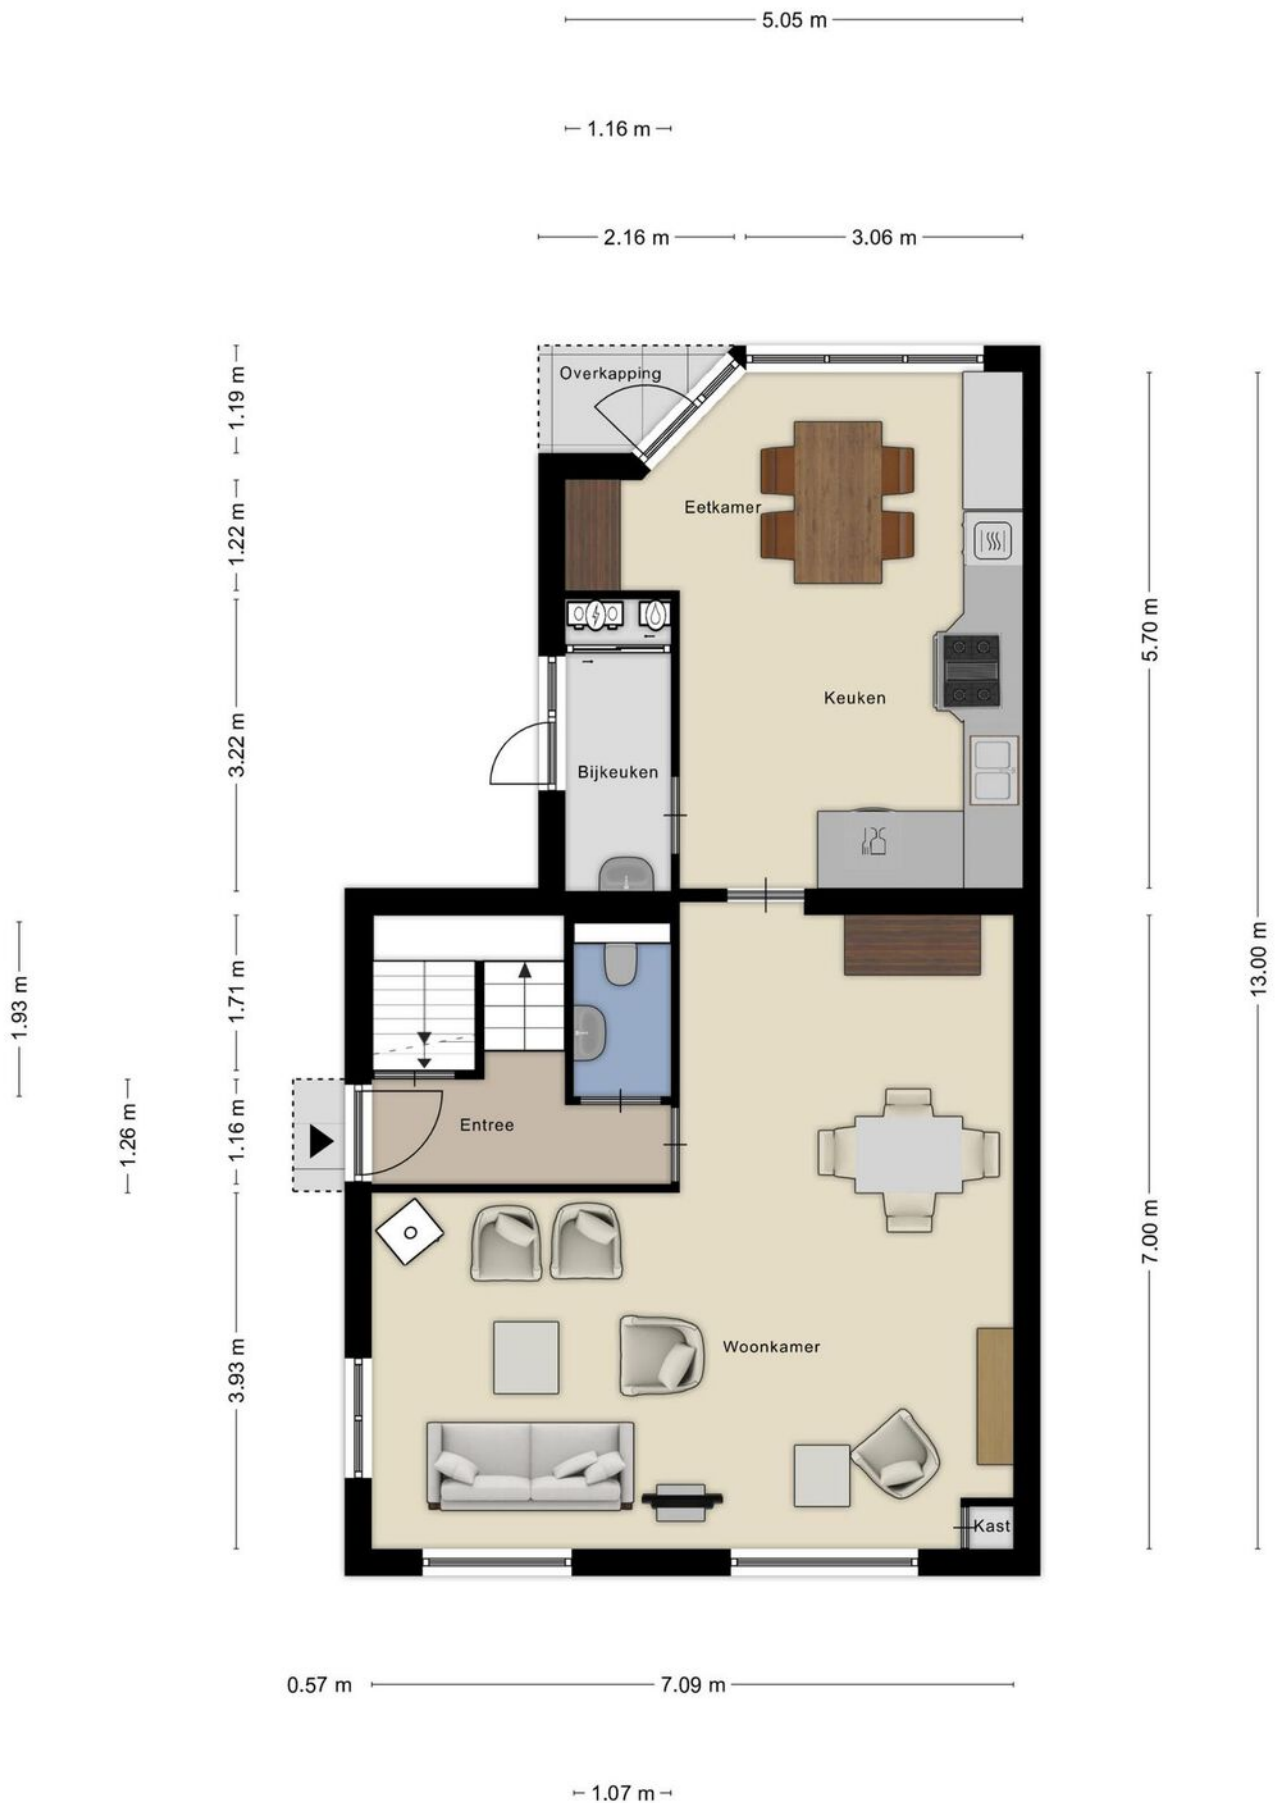 5.05 m
1.16 m
2.16 m
3.06 m
1.19 m
Overkapping
1.22 m
Eetkamer
5.70 m
Keuken
3.22 m
Bijkeuken
13.00 m
1.93 m
1.71 m
1.26 m
1.16 m
Entree
7.00 m
3.93 m
Woonkamer
Kast
0.57 m
7.09 m
1.07 m